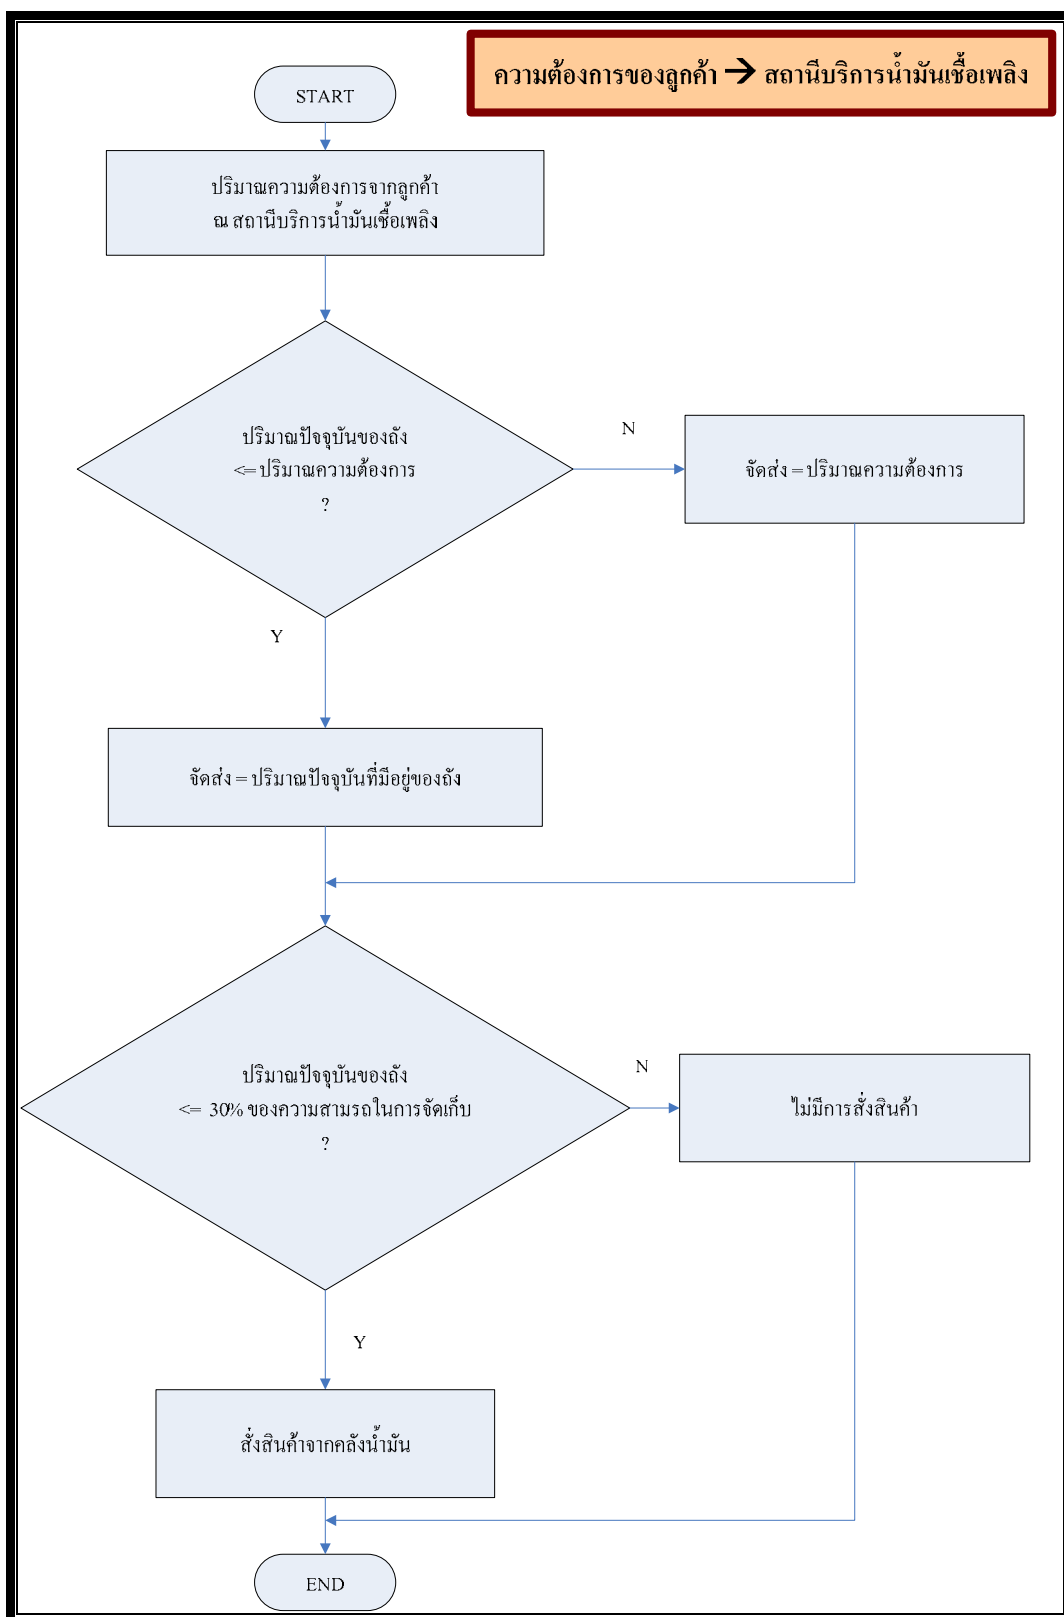 ความต้องการของลูกค้า → สถานีบริการน้ำมันเชื้อเพลิง
START
ปริมาณความต้องการจากลูกค้า
ณ สถานีบริการน้ำมันเชื้อเพลิง
ปริมาณปัจจุบันของถัง
<= ปริมาณความต้องการ
?
N
จัดส่ง = ปริมาณความต้องการ
Y
จัดส่ง = ปริมาณปัจจุบันที่มีอยู่ของถัง
ปริมาณปัจจุบันของถัง
<= 30% ของความสามรถในการจัดเก็บ
?
N
ไม่มีการสั่งสินค้า
Y
สั่งสินค้าจากคลังน้ำมัน
END